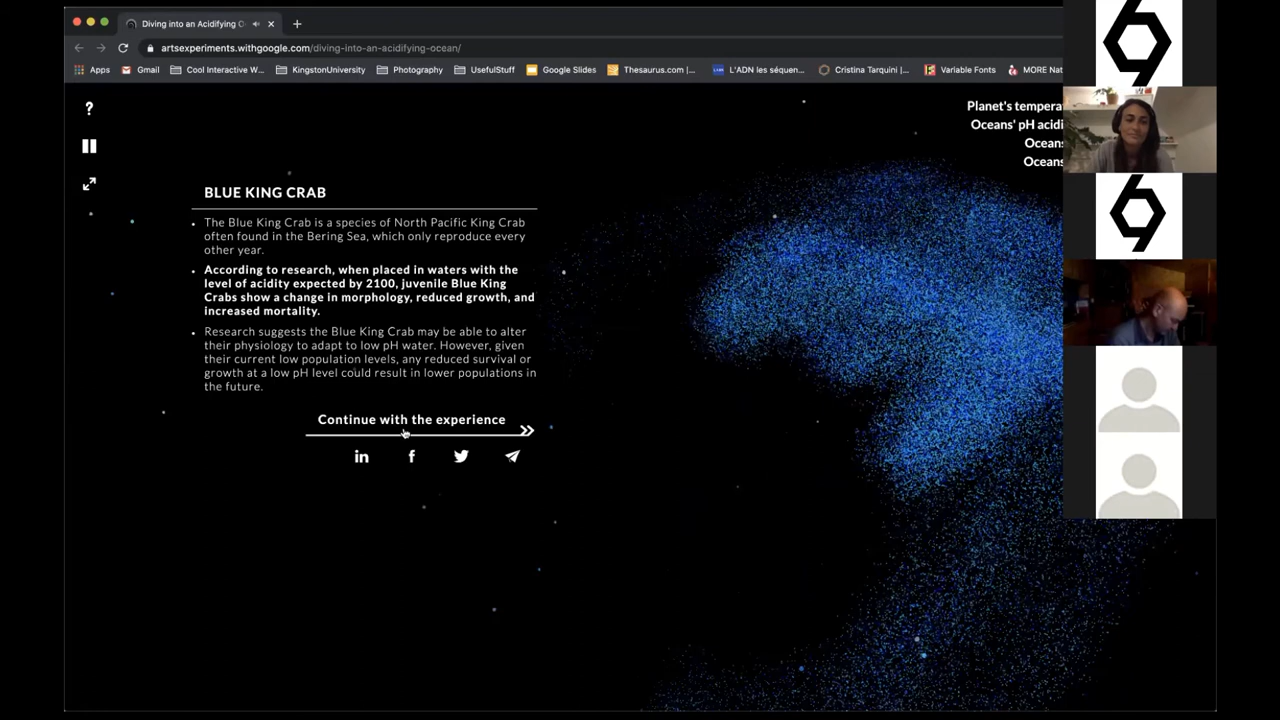 Diving into an Acidifying O
artsexperiments.withgoogle.com/diving-into-an-acidifying-ocean/
Apps Gmail Cool Interactive W... KingstonUniversity Photography UsefulStuff Google Slides Thesaurus.com |... L'ADN les séquen... Cristina Tarquini |... Variable Fonts MORE Nat
?
Planet's tempera
Oceans' pH acidi
Ocean
Ocean
BLUE KING CRAB
The Blue King Crab is a species of North Pacific King Crab
often found in the Bering Sea, which only reproduce every
other year.
According to research, when placed in waters with the
level of acidity expected by 2100, juvenile Blue King
Crabs show a change in morphology, reduced growth, and
increased mortality.
Research suggests the Blue King Crab may be able to alter
their physiology to adapt to low pH water. However, given
their current low population levels, any reduced survival or
growth at a low pH level could result in lower populations in
the future.
Continue with the experience